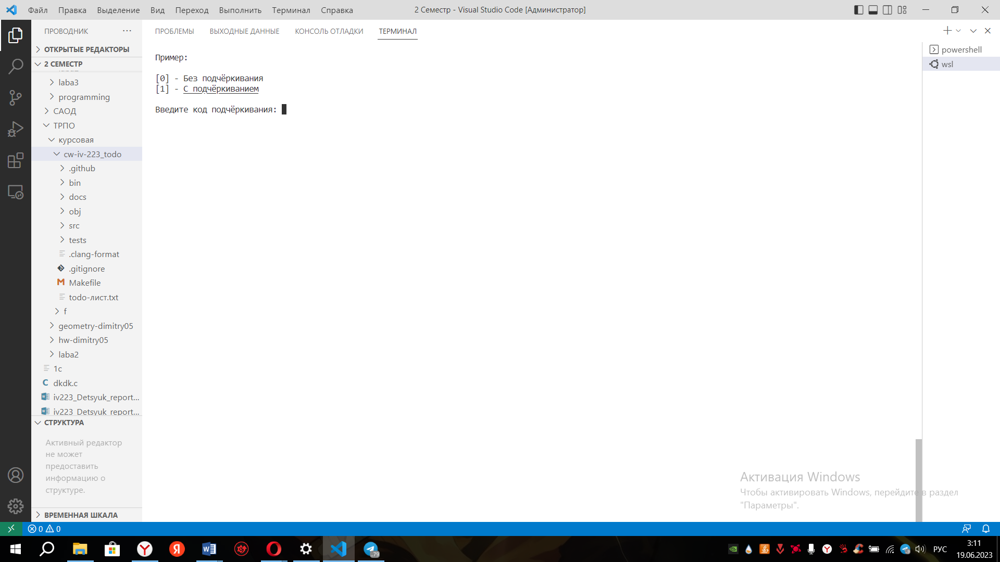 Файл Правка Выделение Вид Переход Выполнить Терминал Справка
2 Семестр - Visual Studio Code [Администратор]
ПРОВОДНИК
ОТКРЫТЫЕ РЕДАКТОРЫ
2 СЕМЕСТР
laba3
programming
САОД
ТРПО
курсовая
cw-iv-223_todo
.github
bin
docs
obj
src
tests
.clang-format
.gitignore
Makefile
todo-лист.txt
f
geometry-dimitry05
hw-dimitry05
laba2
1c
dkdk.c
iv223_Detsyuk_report...
iv223_Detsyuk_report...
СТРУКТУРА
Активный редактор
не может
предоставить
информацию о
структуре.
ВРЕМЕННАЯ ШКАЛА
ПРОБЛЕМЫ ВЫХОДНЫЕ ДАННЫЕ КОНСОЛЬ ОТЛАДКИ ТЕРМИНАЛ
Пример:
[0] - Без подчёркивания
[1] - С подчёркиванием
Введите код подчёркивания:
powershell
wsl
Активация Windows
Чтобы активировать Windows, перейдите в раздел
"Параметры".
0 0
79
РУС
3:11
19.06.2023